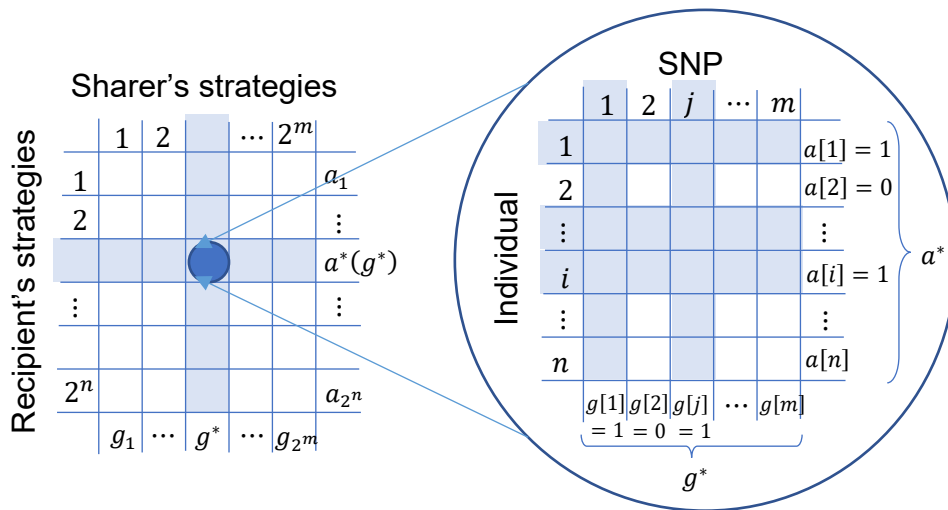 Sharer's strategies
1 2 ⋯ 2^m
Recipient's strategies
1 a_1
2 ⋮
a^*(g^*)
⋮ ⋮
2^n a_{2^n}
g_1 ⋯ g^* ⋯ g_{2^m}
SNP
1 2 j ⋯ m
Individual
1 a[1] = 1
2 a[2] = 0
⋮ ⋮
i a[i] = 1
⋮ ⋮
n a[n]
a^*
g[1] g[2] g[j] ⋯ g[m]
= 1 = 0 = 1
g^*